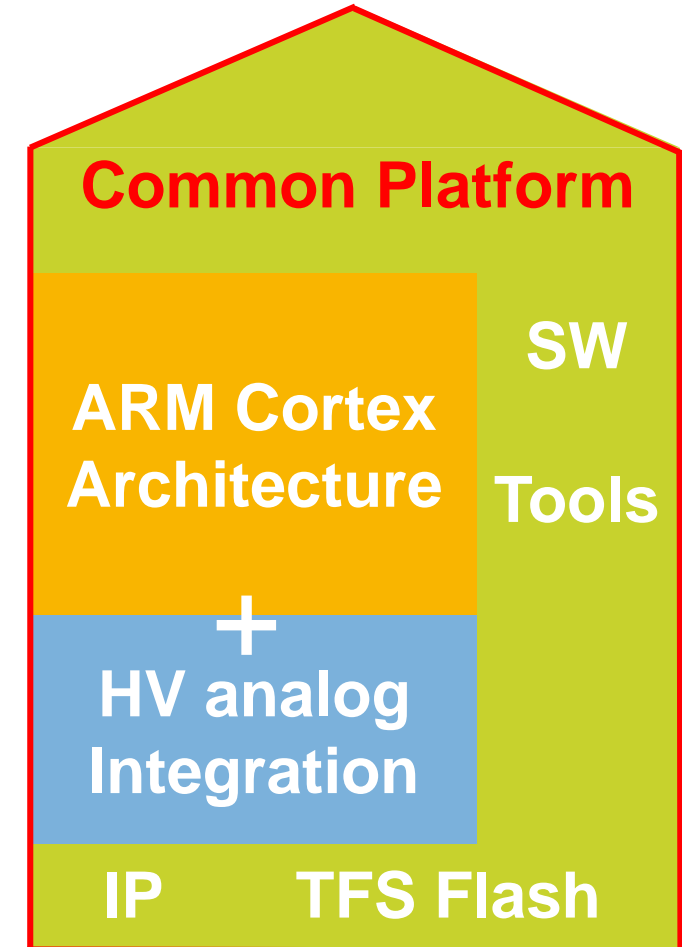 Common Platform
SW
ARM Cortex
Architecture
Tools
+
HV analog
Integration
IP
TFS Flash